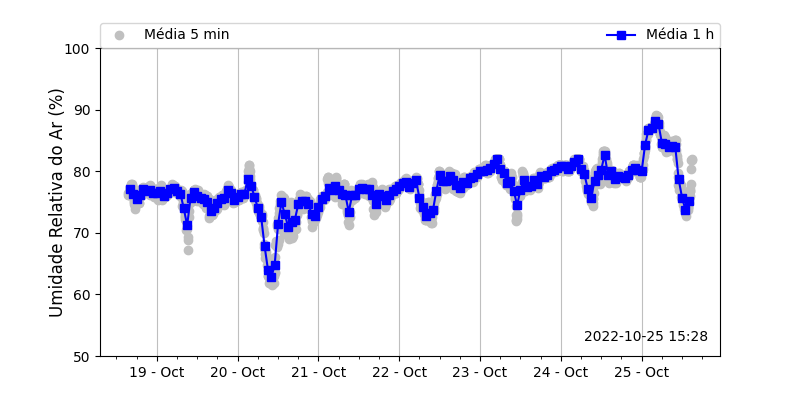 Média 5 min
Média 1 h
Umidade Relativa do Ar (%)
100
90
80
70
60
50
2022-10-25 15:28
19 - Oct
20 - Oct
21 - Oct
22 - Oct
23 - Oct
24 - Oct
25 - Oct